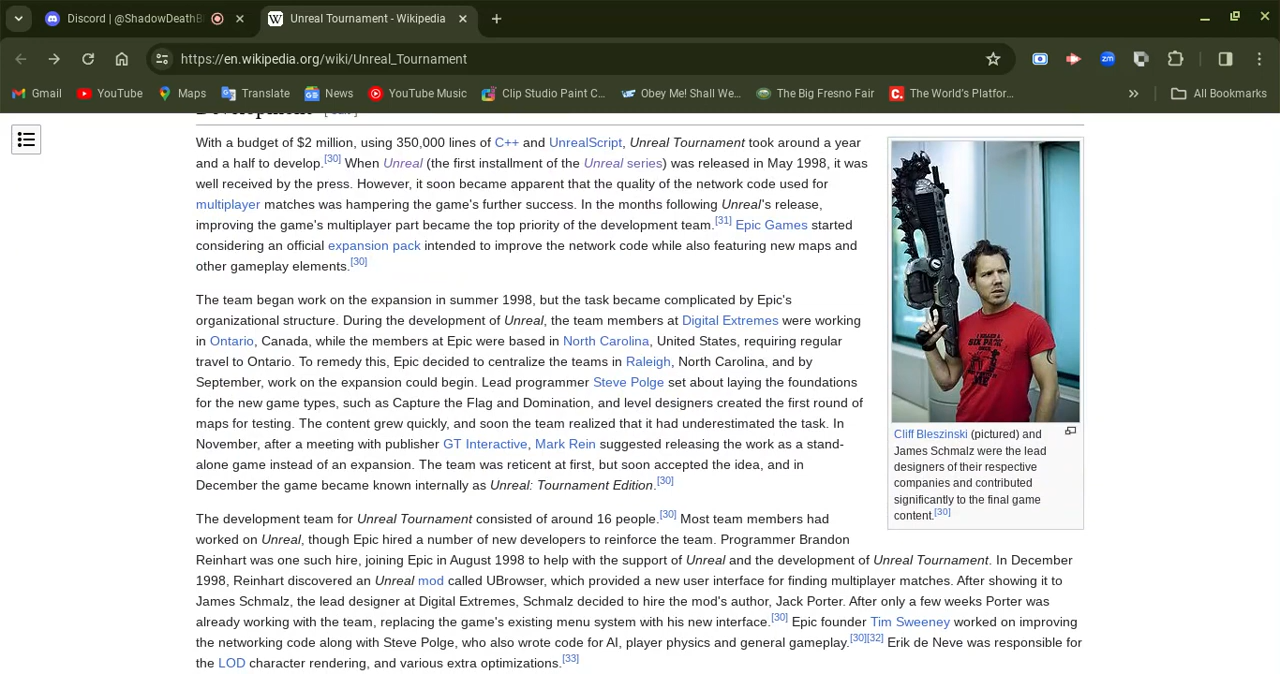 Discord | @ShadowDeathB
Unreal Tournament - Wikipedia
https://en.wikipedia.org/wiki/Unreal_Tournament
Gmail
YouTube
Maps
Translate
News
YouTube Music
Clip Studio Paint C...
Obey Me! Shall We...
The Big Fresno Fair
The World's Platfor...
All Bookmarks
With a budget of $2 million, using 350,000 lines of C++ and UnrealScript, Unreal Tournament took around a year
and a half to develop.[30] When Unreal (the first installment of the Unreal series) was released in May 1998, it was
well received by the press. However, it soon became apparent that the quality of the network code used for
multiplayer matches was hampering the game's further success. In the months following Unreal's release,
improving the game's multiplayer part became the top priority of the development team.[31] Epic Games started
considering an official expansion pack intended to improve the network code while also featuring new maps and
other gameplay elements.[30]
The team began work on the expansion in summer 1998, but the task became complicated by Epic's
organizational structure. During the development of Unreal, the team members at Digital Extremes were working
in Ontario, Canada, while the members at Epic were based in North Carolina, United States, requiring regular
travel to Ontario. To remedy this, Epic decided to centralize the teams in Raleigh, North Carolina, and by
September, work on the expansion could begin. Lead programmer Steve Polge set about laying the foundations
for the new game types, such as Capture the Flag and Domination, and level designers created the first round of
maps for testing. The content grew quickly, and soon the team realized that it had underestimated the task. In
November, after a meeting with publisher GT Interactive, Mark Rein suggested releasing the work as a stand-
alone game instead of an expansion. The team was reticent at first, but soon accepted the idea, and in
December the game became known internally as Unreal: Tournament Edition.[30]
The development team for Unreal Tournament consisted of around 16 people.[30] Most team members had
worked on Unreal, though Epic hired a number of new developers to reinforce the team. Programmer Brandon
Reinhart was one such hire, joining Epic in August 1998 to help with the support of Unreal and the development of Unreal Tournament. In December
1998, Reinhart discovered an Unreal mod called UBrowser, which provided a new user interface for finding multiplayer matches. After showing it to
James Schmalz, the lead designer at Digital Extremes, Schmalz decided to hire the mod's author, Jack Porter. After only a few weeks Porter was
already working with the team, replacing the game's existing menu system with his new interface.[30] Epic founder Tim Sweeney worked on improving
the networking code along with Steve Polge, who also wrote code for AI, player physics and general gameplay.[30][32] Erik de Neve was responsible for
the LOD character rendering, and various extra optimizations.[33]
Cliff Bleszinski (pictured) and
James Schmalz were the lead
designers of their respective
companies and contributed
significantly to the final game
content.[30]